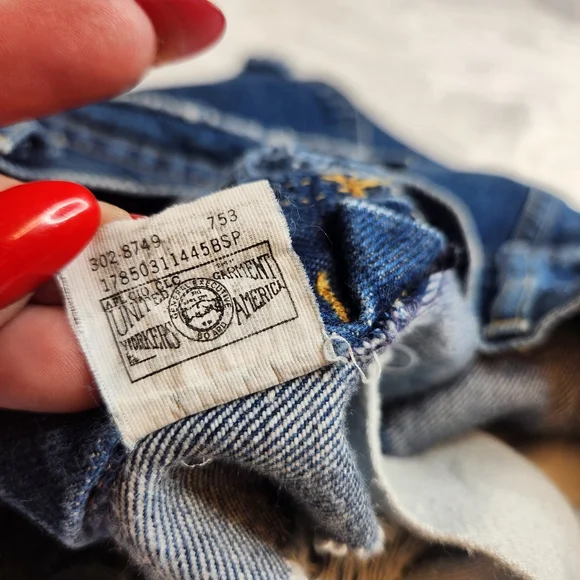 302-8749 753
17850311445BSP
AFL CIO CLC
UNITED GARMENT
WORKERS AMERICA
GENERAL EXECUTIVE
BOARD